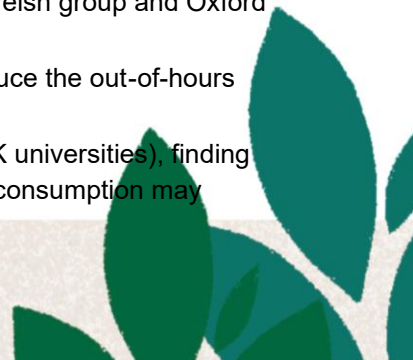 elsh group and Oxford
uce the out-of-hours
K universities), finding
consumption may